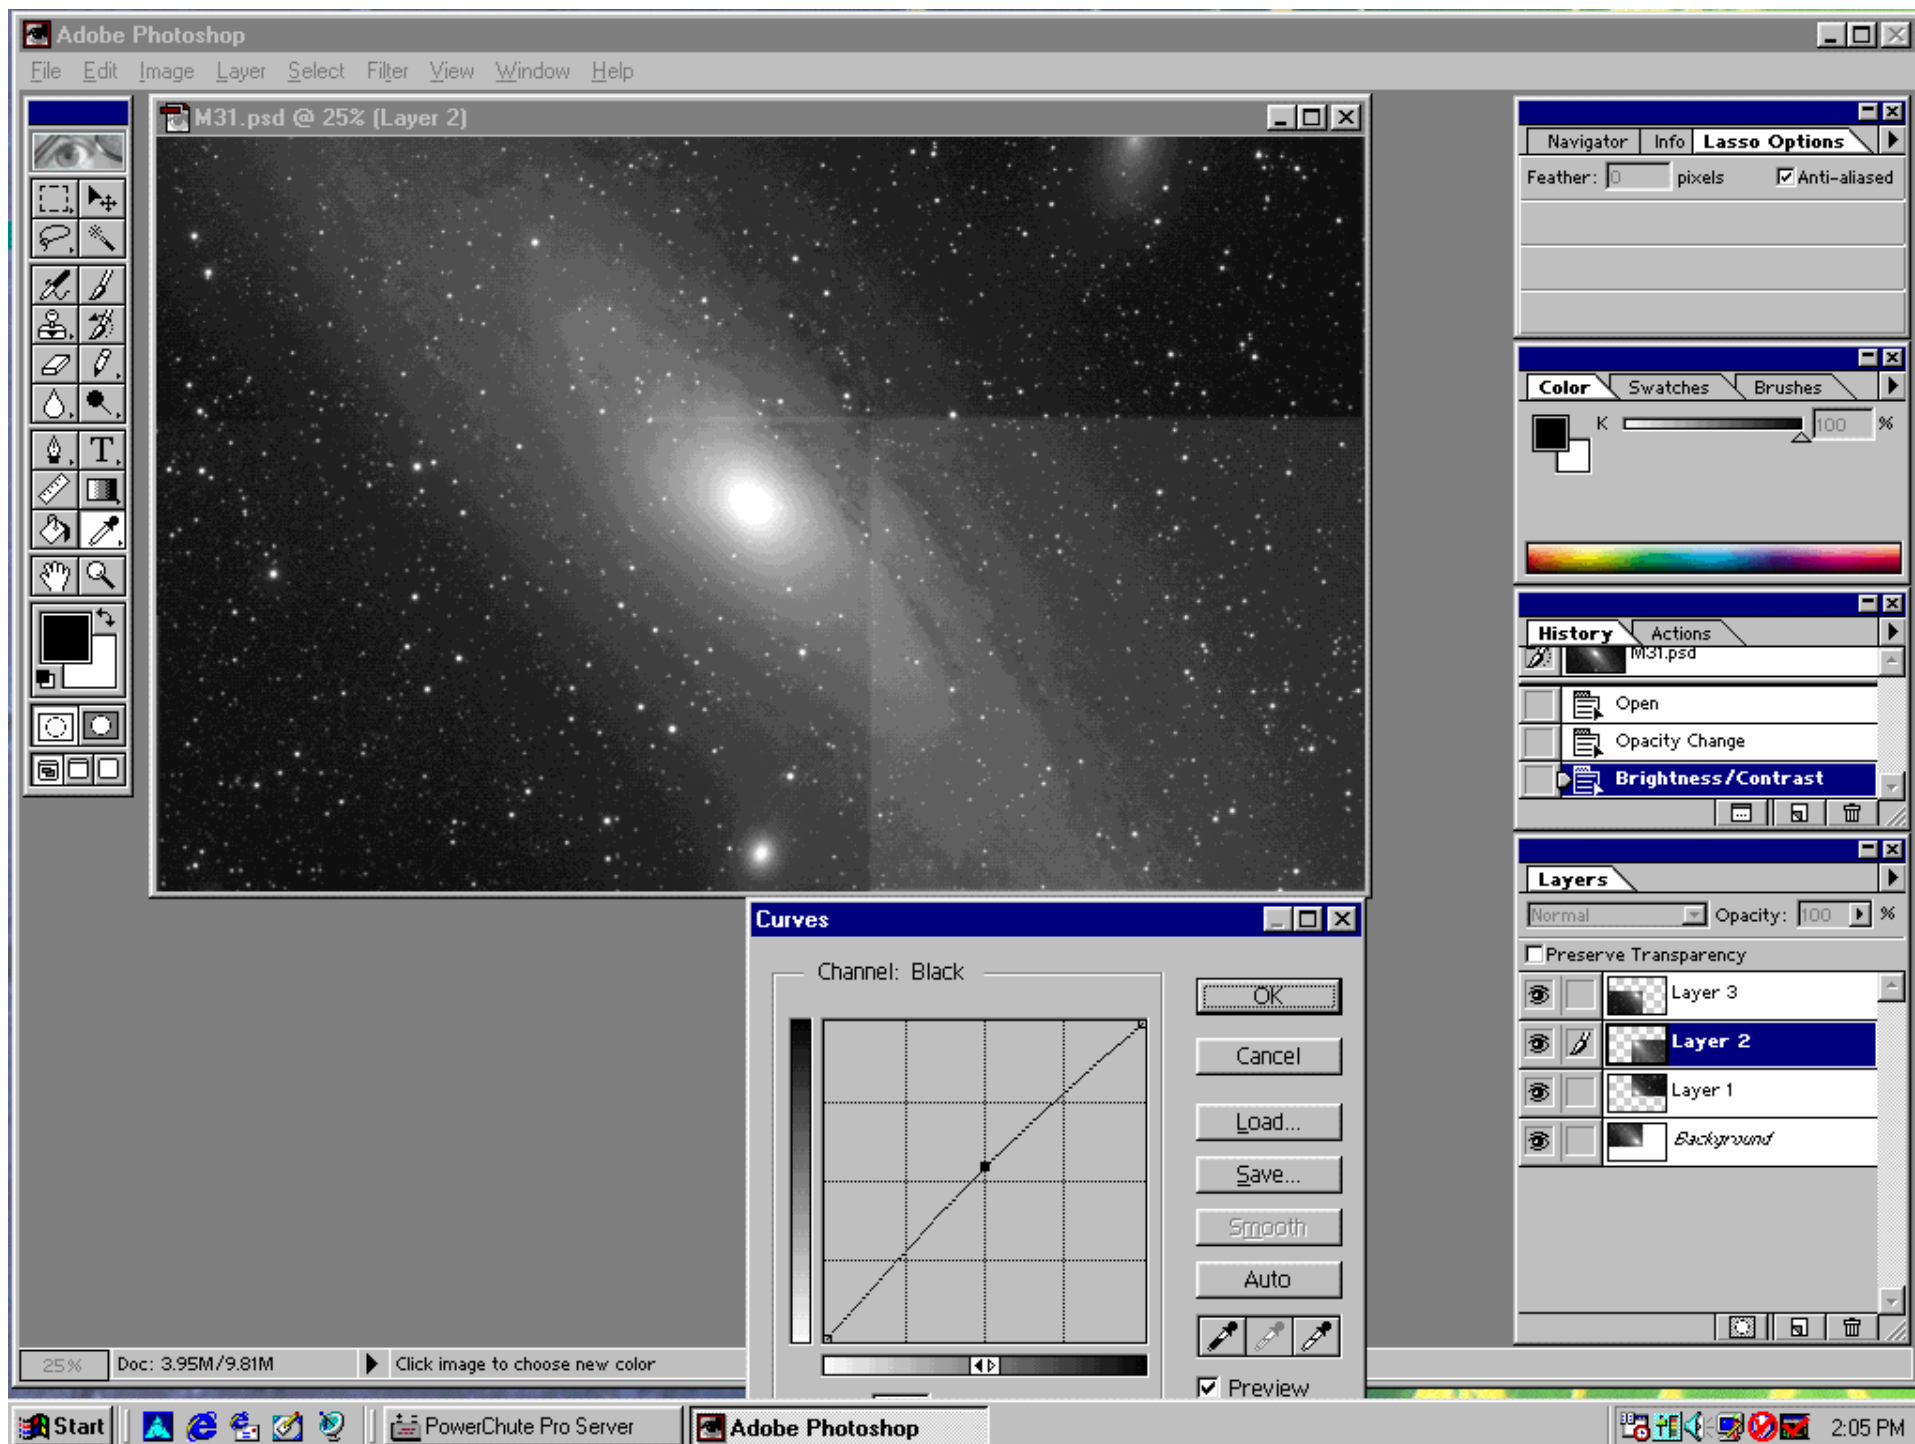 Adobe Photoshop
File Edit Image Layer Select Filter View Window Help
M31.psd @ 25% (Layer 2)
Navigator Info Lasso Options
Feather: 0 pixels Anti-aliased
Color Swatches Brushes
K 100 %
History Actions
M31.psd
Open
Opacity Change
Brightness/Contrast
Layers
Normal Opacity: 100 %
Preserve Transparency
Layer 3
Layer 2
Layer 1
Background
T
Curves
Channel: Black
OK
Cancel
Load...
Save...
Smooth
Auto
Preview
25% Doc: 3.95M/9.81M Click image to choose new color
Start PowerChute Pro Server Adobe Photoshop 2:05 PM